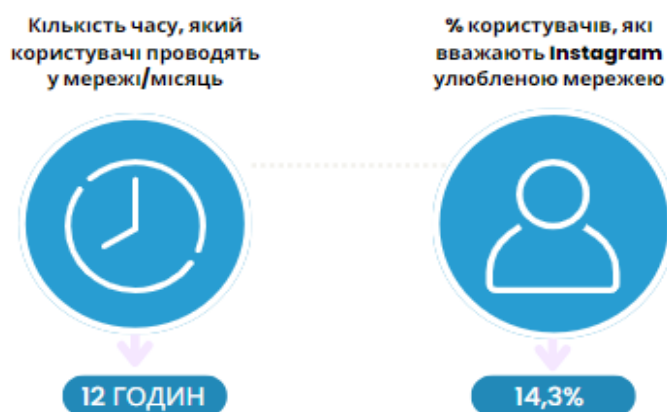 Кількість часу, який
користувачі проводять
у мережі/місяць
% користувачів, які
вважають Instagram
улюбленою мережею
12 ГОДИН
14,3%